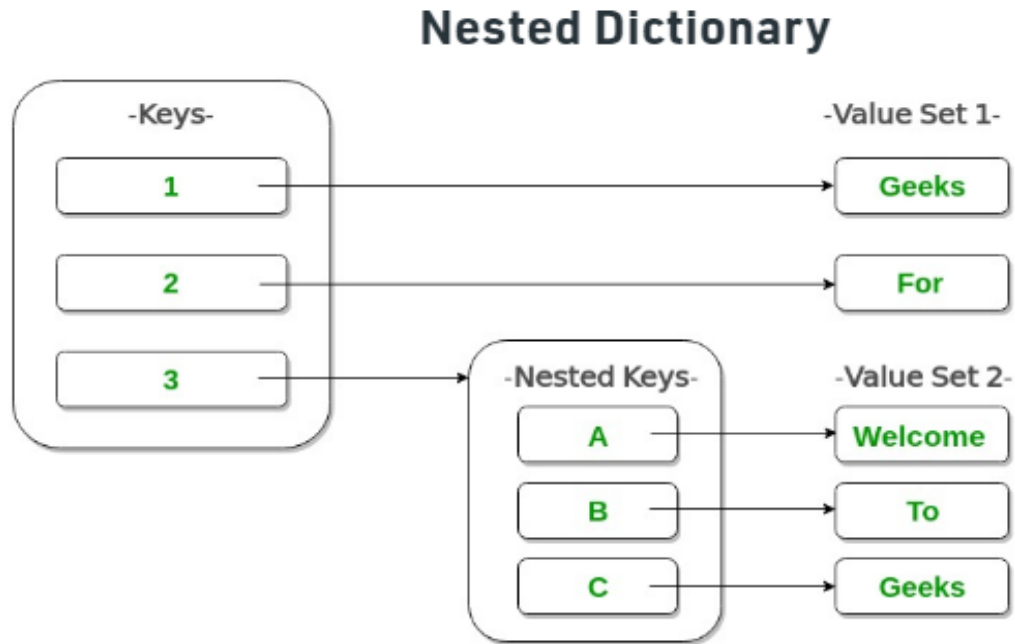 Nested Dictionary
-Keys-
-Value Set 1-
1
Geeks
2
For
3
-Nested Keys-
-Value Set 2-
A
Welcome
B
To
C
Geeks